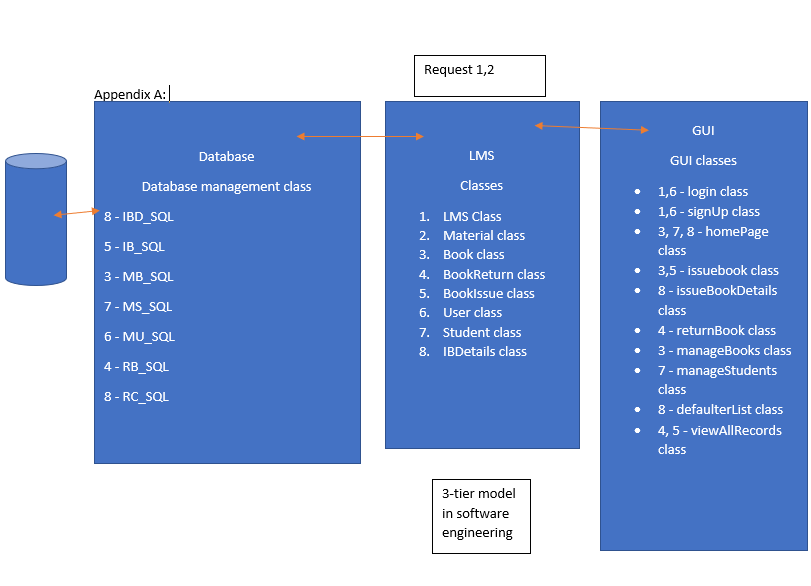 Request 1,2
Appendix A:
Database
Database management class
8 - IBD_SQL
5 - IB_SQL
3 - MB_SQL
7 - MS_SQL
6 - MU_SQL
4 - RB_SQL
8 - RC_SQL
LMS
Classes
1. LMS Class
2. Material class
3. Book class
4. BookReturn class
5. BookIssue class
6. User class
7. Student class
8. IBDetails class
GUI
GUI classes
• 1,6 - login class
• 1,6 - signUp class
• 3, 7, 8 - homePage
class
• 3,5 - issuebook class
• 8 - issueBookDetails
class
• 4 - returnBook class
• 3 - manageBooks class
• 7 - manageStudents
class
• 8 - defaulterList class
• 4, 5 - viewAllRecords
class
3-tier model
in software
engineering